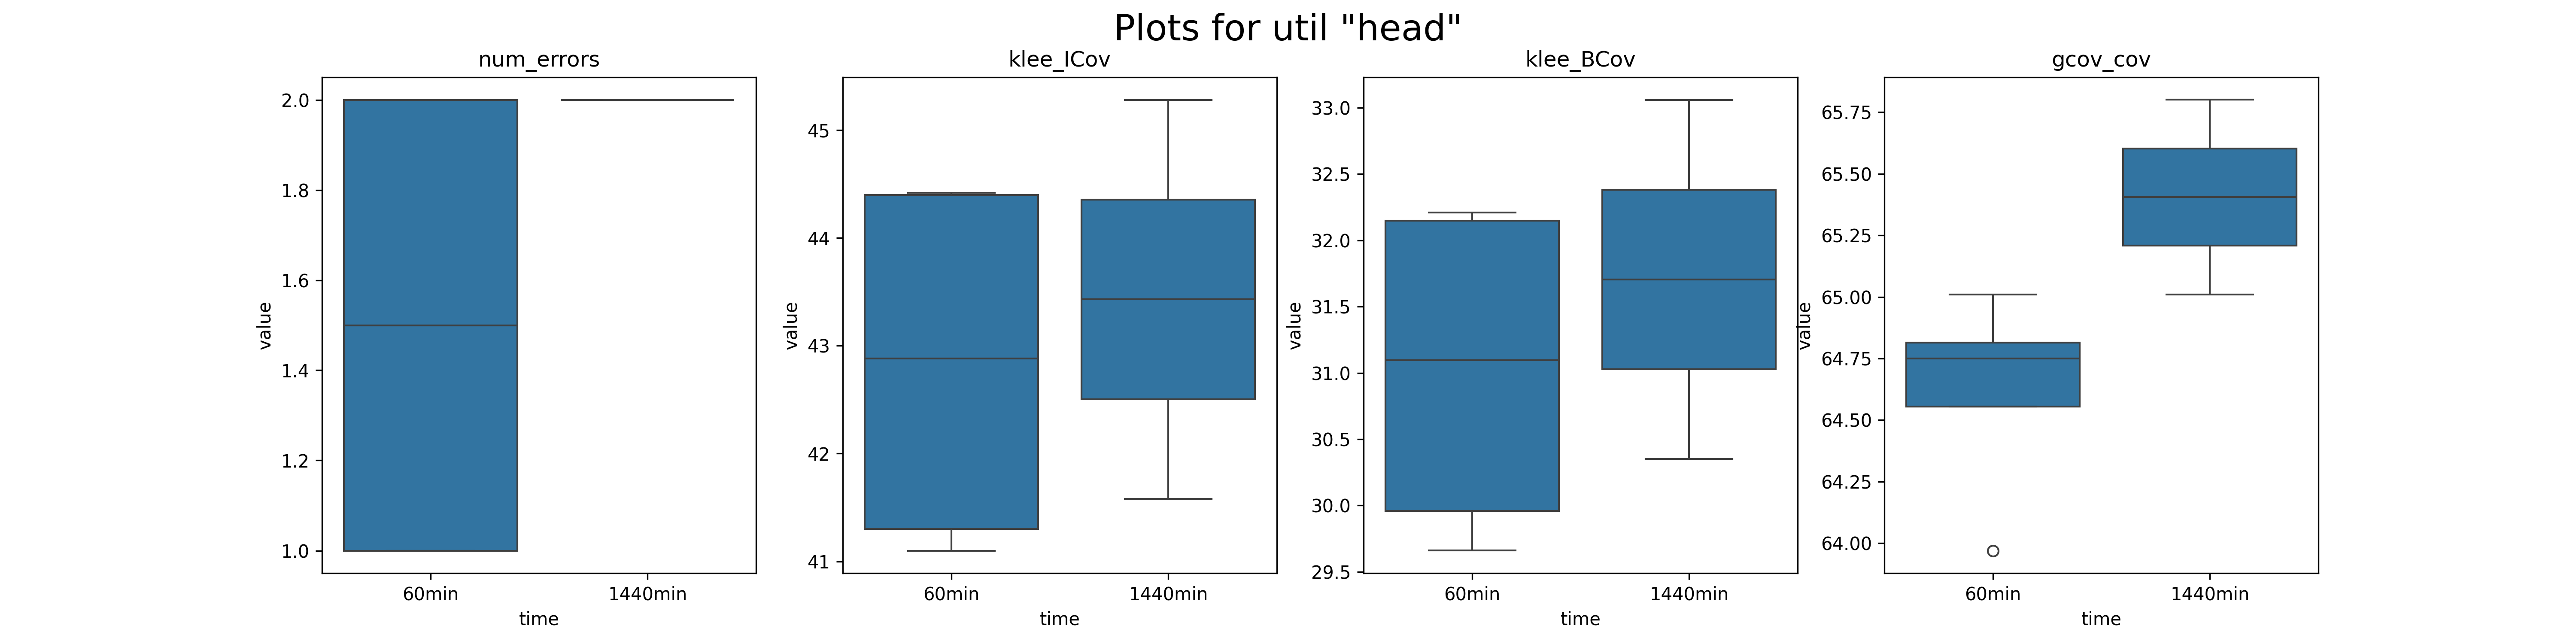 Plots for util "head"
num_errors
2.0
1.8
1.6
1.4
1.2
1.0
value
60min 1440min
time
klee_ICov
45
44
43
42
41
value
60min 1440min
time
klee_BCov
33.0
32.5
32.0
31.5
31.0
30.5
30.0
29.5
value
60min 1440min
time
gcov_cov
65.75
65.50
65.25
65.00
64.75
64.50
64.25
64.00
value
60min 1440min
time